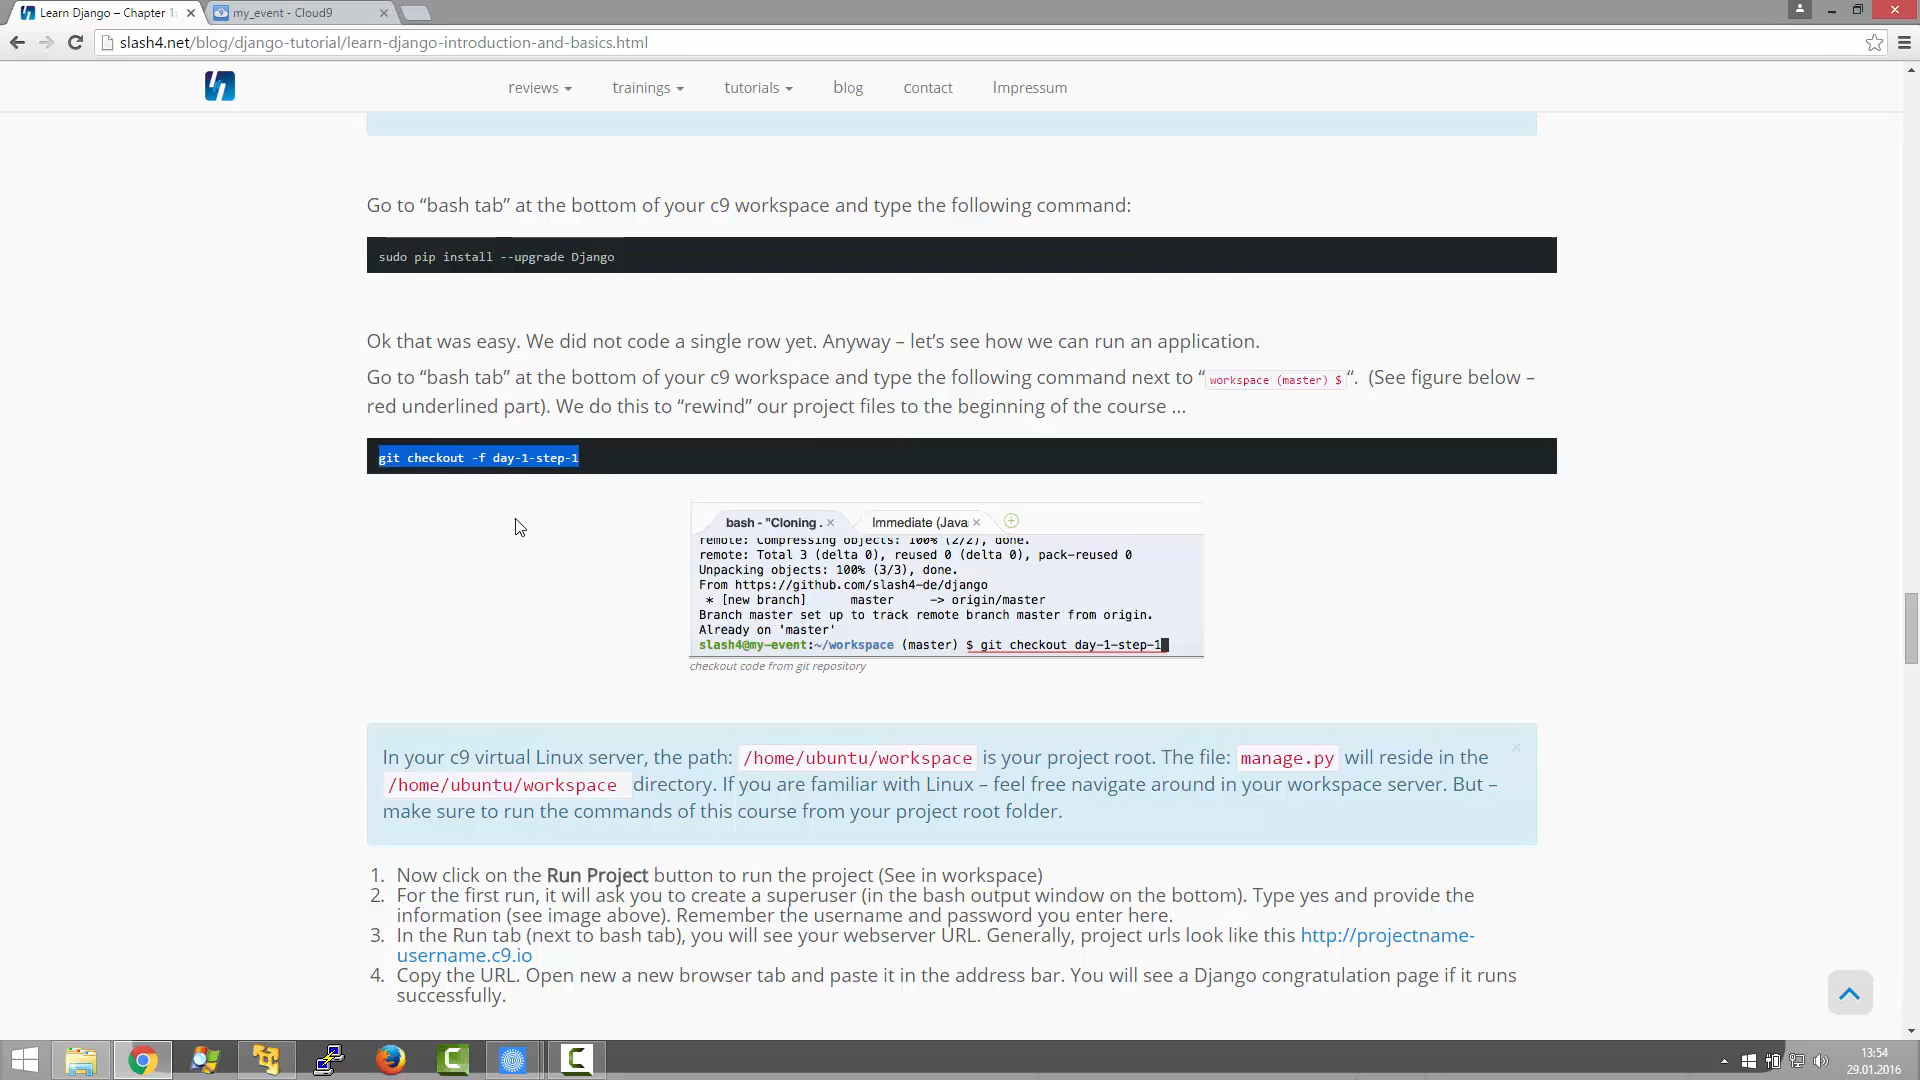 Learn Django – Chapter 1:
my_event - Cloud9
slash4.net/blog/django-tutorial/learn-django-introduction-and-basics.html
reviews trainings tutorials blog contact Impressum
Go to “bash tab” at the bottom of your c9 workspace and type the following command:
sudo pip install --upgrade Django
Ok that was easy. We did not code a single row yet. Anyway – let’s see how we can run an application.
Go to “bash tab” at the bottom of your c9 workspace and type the following command next to “workspace (master) $“. (See figure below –
red underlined part). We do this to “rewind” our project files to the beginning of the course ...
git checkout -f day-1-step-1
bash - "Cloning . Immediate (Java
remote: Compressing objects: 100% (2/2), done.
remote: Total 3 (delta 0), reused 0 (delta 0), pack-reused 0
Unpacking objects: 100% (3/3), done.
From https://github.com/slash4-de/django
* [new branch] master -> origin/master
Branch master set up to track remote branch master from origin.
Already on 'master'
slash4@my-event:~/workspace (master) $ git checkout day-1-step-1
checkout code from git repository
In your c9 virtual Linux server, the path: /home/ubuntu/workspace is your project root. The file: manage.py will reside in the
/home/ubuntu/workspace directory. If you are familiar with Linux – feel free navigate around in your workspace server. But –
make sure to run the commands of this course from your project root folder.
1. Now click on the Run Project button to run the project (See in workspace)
2. For the first run, it will ask you to create a superuser (in the bash output window on the bottom). Type yes and provide the
information (see image above). Remember the username and password you enter here.
3. In the Run tab (next to bash tab), you will see your webserver URL. Generally, project urls look like this http://projectname-
username.c9.io
4. Copy the URL. Open new a new browser tab and paste it in the address bar. You will see a Django congratulation page if it runs
successfully.
13:54
29.01.2016